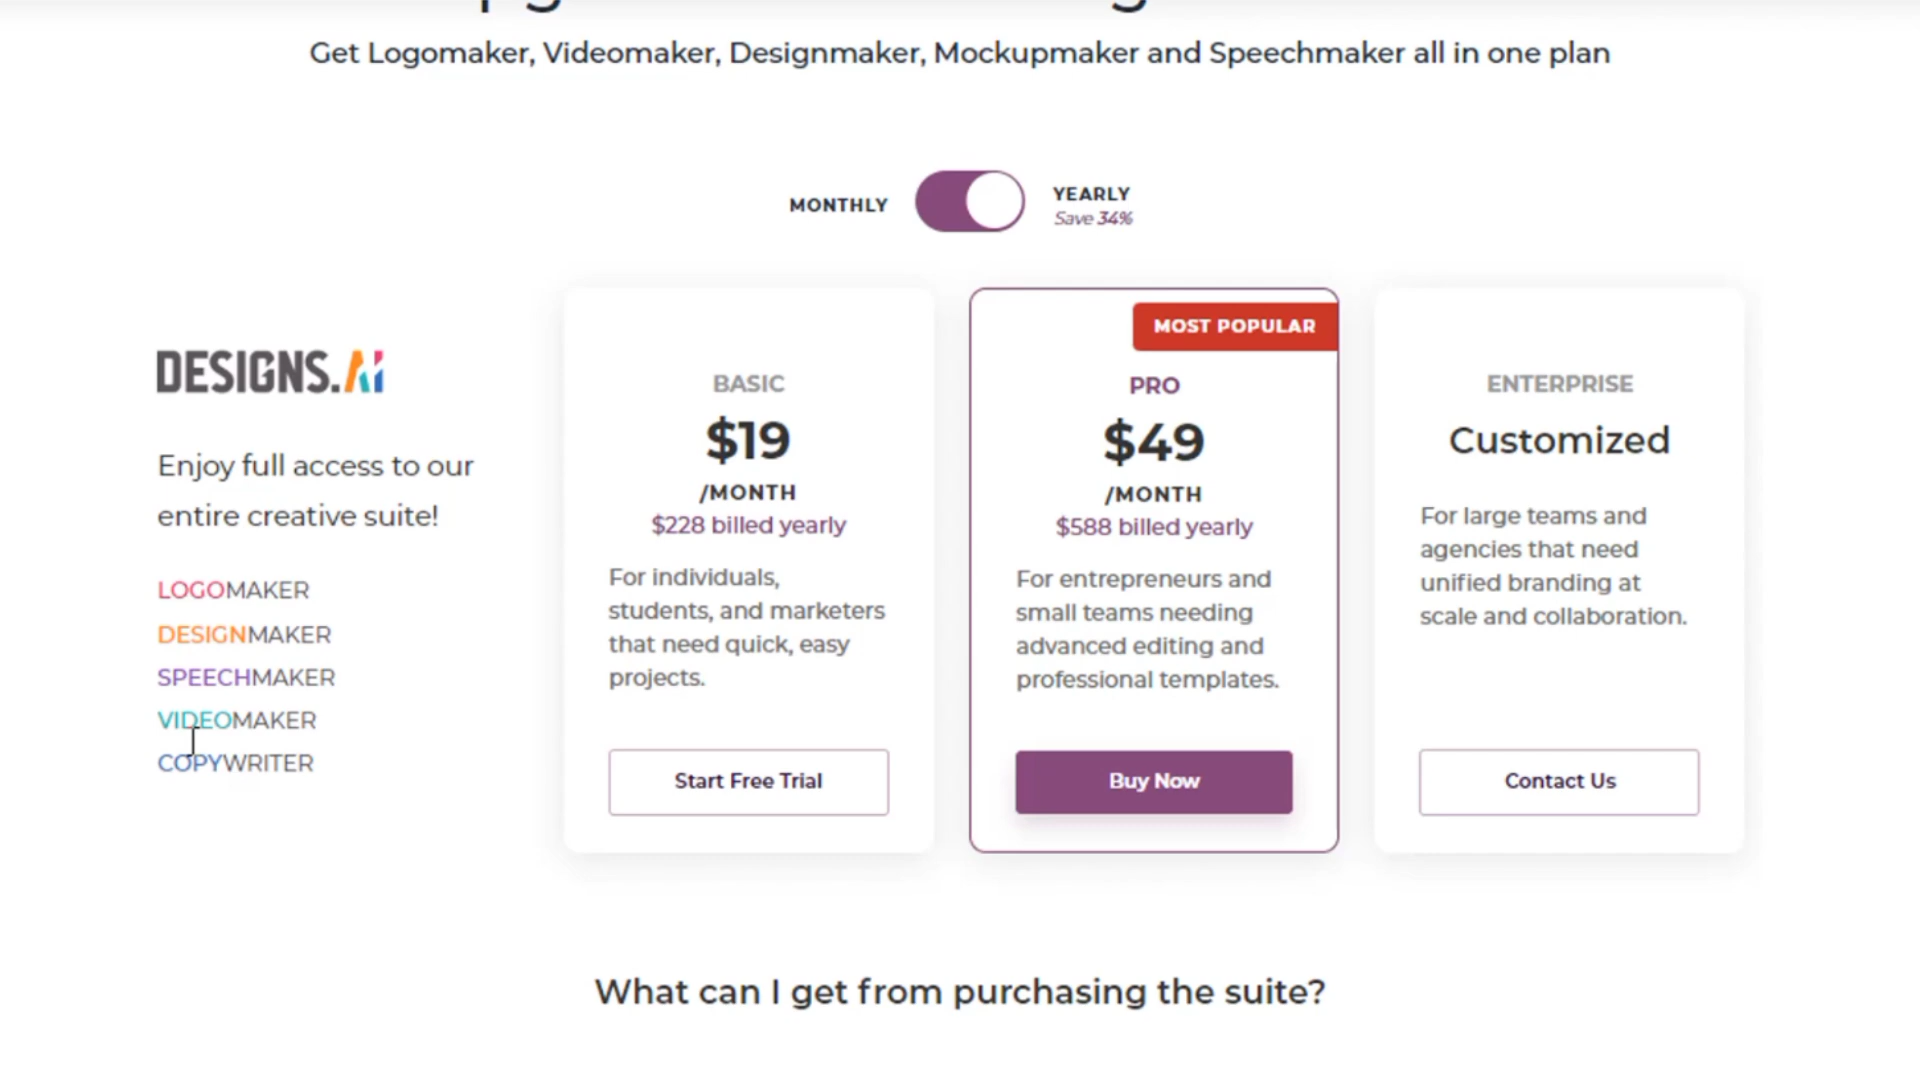 Get Logomaker, Videomaker, Designmaker, Mockupmaker and Speechmaker all in one plan
MONTHLY
YEARLY
Save 34%
DESIGNS.AI
Enjoy full access to our
entire creative suite!
LOGOMAKER
DESIGNMAKER
SPEECHMAKER
VIDEOMAKER
COPYWRITER
BASIC
$19
/MONTH
$228 billed yearly
For individuals,
students, and marketers
that need quick, easy
projects.
Start Free Trial
MOST POPULAR
PRO
$49
/MONTH
$588 billed yearly
For entrepreneurs and
small teams needing
advanced editing and
professional templates.
Buy Now
ENTERPRISE
Customized
For large teams and
agencies that need
unified branding at
scale and collaboration.
Contact Us
What can I get from purchasing the suite?